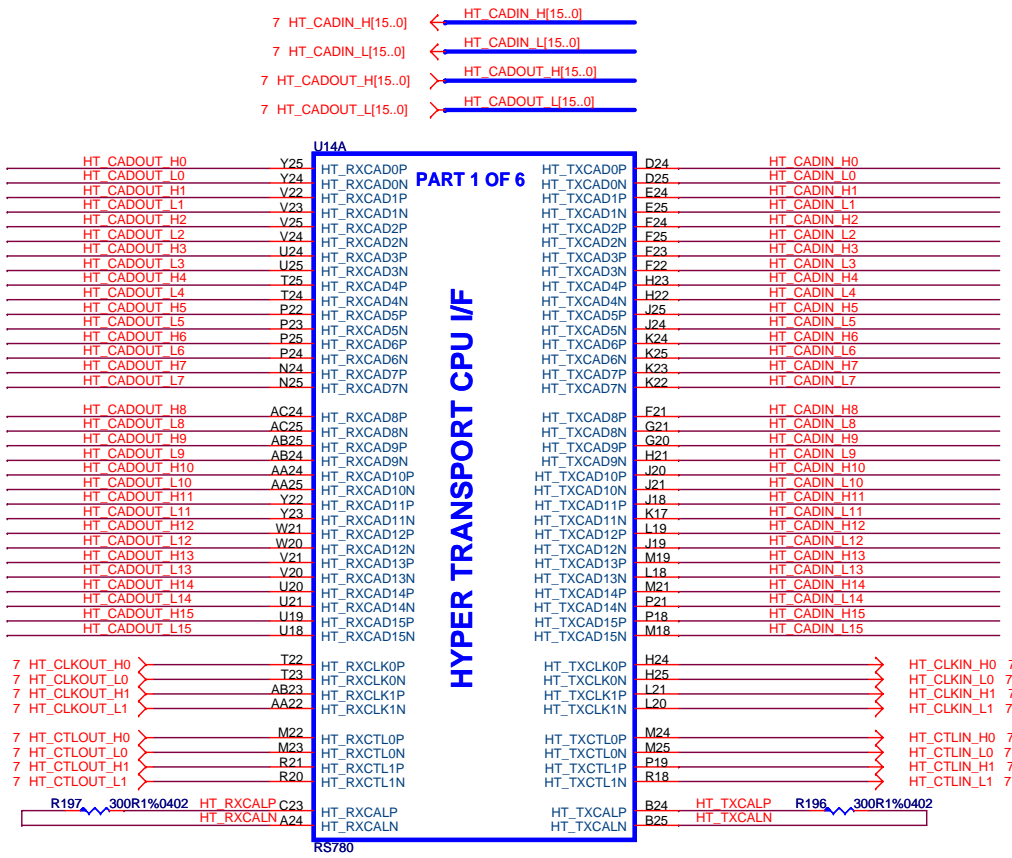 7 HT_CADIN_H[15..0] HT_CADIN_H[15..0]
7 HT_CADIN_L[15..0] HT_CADIN_L[15..0]
7 HT_CADOUT_H[15..0] HT_CADOUT_H[15..0]
7 HT_CADOUT_L[15..0] HT_CADOUT_L[15..0]
U14A
PART 1 OF 6
HYPER TRANSPORT CPU I/F
HT_CADOUT_H0 Y25 HT_RXCAD0P HT_TXCAD0P D24 HT_CADIN_H0
HT_CADOUT_L0 Y24 HT_RXCAD0N HT_TXCAD0N D25 HT_CADIN_L0
HT_CADOUT_H1 V22 HT_RXCAD1P HT_TXCAD1P E24 HT_CADIN_H1
HT_CADOUT_L1 V23 HT_RXCAD1N HT_TXCAD1N E25 HT_CADIN_L1
HT_CADOUT_H2 V25 HT_RXCAD2P HT_TXCAD2P F24 HT_CADIN_H2
HT_CADOUT_L2 V24 HT_RXCAD2N HT_TXCAD2N F25 HT_CADIN_L2
HT_CADOUT_H3 U24 HT_RXCAD3P HT_TXCAD3P F23 HT_CADIN_H3
HT_CADOUT_L3 U25 HT_RXCAD3N HT_TXCAD3N F22 HT_CADIN_L3
HT_CADOUT_H4 T25 HT_RXCAD4P HT_TXCAD4P H23 HT_CADIN_H4
HT_CADOUT_L4 T24 HT_RXCAD4N HT_TXCAD4N H22 HT_CADIN_L4
HT_CADOUT_H5 P22 HT_RXCAD5P HT_TXCAD5P J25 HT_CADIN_H5
HT_CADOUT_L5 P23 HT_RXCAD5N HT_TXCAD5N J24 HT_CADIN_L5
HT_CADOUT_H6 P25 HT_RXCAD6P HT_TXCAD6P K24 HT_CADIN_H6
HT_CADOUT_L6 P24 HT_RXCAD6N HT_TXCAD6N K25 HT_CADIN_L6
HT_CADOUT_H7 N24 HT_RXCAD7P HT_TXCAD7P K23 HT_CADIN_H7
HT_CADOUT_L7 N25 HT_RXCAD7N HT_TXCAD7N K22 HT_CADIN_L7
HT_CADOUT_H8 AC24 HT_RXCAD8P HT_TXCAD8P F21 HT_CADIN_H8
HT_CADOUT_L8 AC25 HT_RXCAD8N HT_TXCAD8N G21 HT_CADIN_L8
HT_CADOUT_H9 AB25 HT_RXCAD9P HT_TXCAD9P G20 HT_CADIN_H9
HT_CADOUT_L9 AB24 HT_RXCAD9N HT_TXCAD9N H21 HT_CADIN_L9
HT_CADOUT_H10 AA24 HT_RXCAD10P HT_TXCAD10P J20 HT_CADIN_H10
HT_CADOUT_L10 AA25 HT_RXCAD10N HT_TXCAD10N J21 HT_CADIN_L10
HT_CADOUT_H11 Y22 HT_RXCAD11P HT_TXCAD11P J18 HT_CADIN_H11
HT_CADOUT_L11 Y23 HT_RXCAD11N HT_TXCAD11N K17 HT_CADIN_L11
HT_CADOUT_H12 W21 HT_RXCAD12P HT_TXCAD12P L19 HT_CADIN_H12
HT_CADOUT_L12 W20 HT_RXCAD12N HT_TXCAD12N J19 HT_CADIN_L12
HT_CADOUT_H13 V21 HT_RXCAD13P HT_TXCAD13P M19 HT_CADIN_H13
HT_CADOUT_L13 V20 HT_RXCAD13N HT_TXCAD13N L18 HT_CADIN_L13
HT_CADOUT_H14 U20 HT_RXCAD14P HT_TXCAD14P M21 HT_CADIN_H14
HT_CADOUT_L14 U21 HT_RXCAD14N HT_TXCAD14N P21 HT_CADIN_L14
HT_CADOUT_H15 U19 HT_RXCAD15P HT_TXCAD15P P18 HT_CADIN_H15
HT_CADOUT_L15 U18 HT_RXCAD15N HT_TXCAD15N M18 HT_CADIN_L15
7 HT_CLKOUT_H0 T22 HT_RXCLK0P HT_TXCLK0P H24 HT_CLKIN_H0 7
7 HT_CLKOUT_L0 T23 HT_RXCLK0N HT_TXCLK0N H25 HT_CLKIN_L0 7
7 HT_CLKOUT_H1 AB23 HT_RXCLK1P HT_TXCLK1P L21 HT_CLKIN_H1 7
7 HT_CLKOUT_L1 AA22 HT_RXCLK1N HT_TXCLK1N L20 HT_CLKIN_L1 7
7 HT_CTLOUT_H0 M22 HT_RXCTL0P HT_TXCTL0P M24 HT_CTLIN_H0 7
7 HT_CTLOUT_L0 M23 HT_RXCTL0N HT_TXCTL0N M25 HT_CTLIN_L0 7
7 HT_CTLOUT_H1 R21 HT_RXCTL1P HT_TXCTL1P P19 HT_CTLIN_H1 7
7 HT_CTLOUT_L1 R20 HT_RXCTL1N HT_TXCTL1N R18 HT_CTLIN_L1 7
R197 300R1%0402 HT_RXCALP C23 HT_RXCALP HT_TXCALP B24 HT_TXCALP R196 300R1%0402
HT_RXCALN A24 HT_RXCALN HT_TXCALN B25 HT_TXCALN
RS780